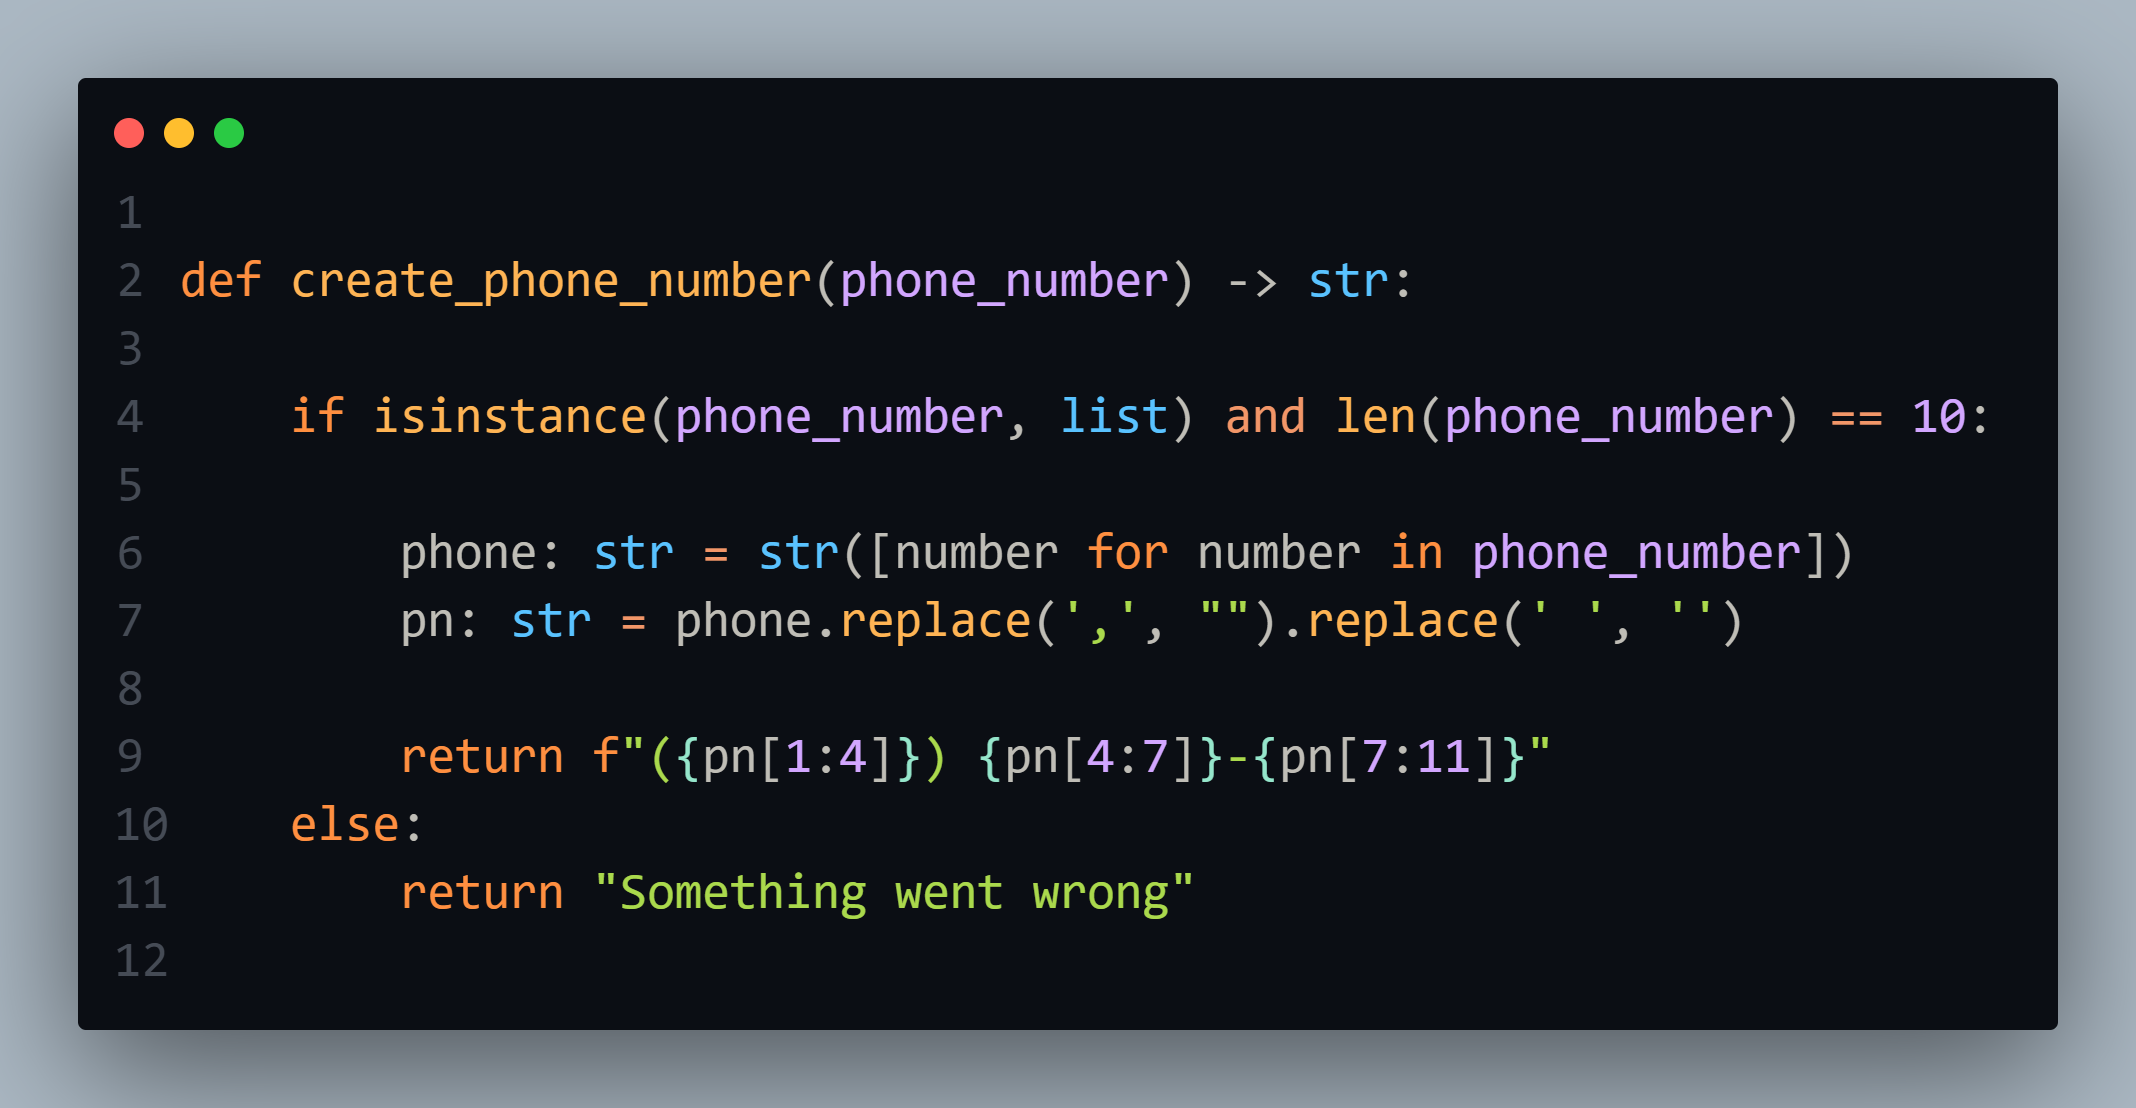 1
2 def create_phone_number(phone_number) -> str:
3
4     if isinstance(phone_number, list) and len(phone_number) == 10:
5
6         phone: str = str([number for number in phone_number])
7         pn: str = phone.replace(',', "").replace(' ', '')
8
9         return f"({pn[1:4]}) {pn[4:7]}-{pn[7:11]}"
10     else:
11         return "Something went wrong"
12